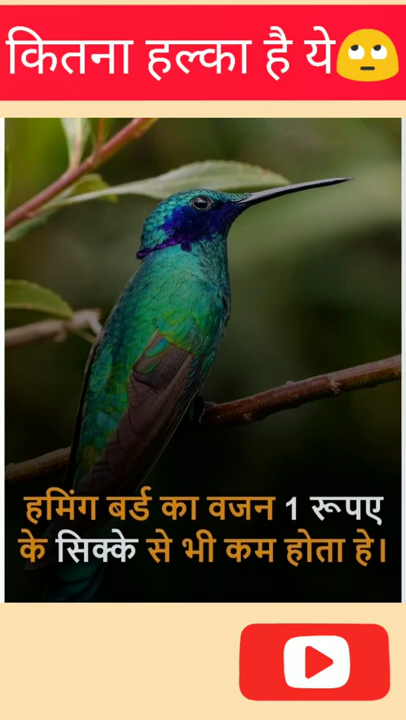 कितना हल्का है ये🙄
हमिंग बर्ड का वजन 1 रूपए
के सिक्के से भी कम होता हे।